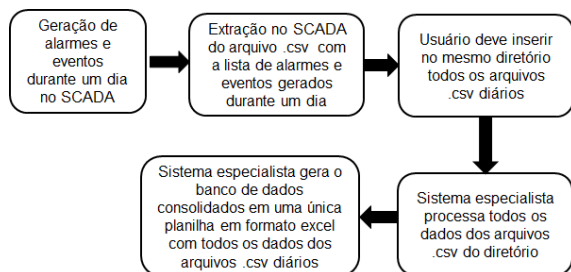 Geração de
alarmes e
eventos
durante um dia
no SCADA
Extração no SCADA
do arquivo .csv com
a lista de alarmes e
eventos gerados
durante um dia
Usuário deve inserir
no mesmo diretório
todos os arquivos
.csv diários
Sistema especialista
processa todos os
dados dos arquivos
.csv do diretório
Sistema especialista gera o
banco de dados
consolidados em uma única
planilha em formato excel
com todos os dados dos
arquivos .csv diários